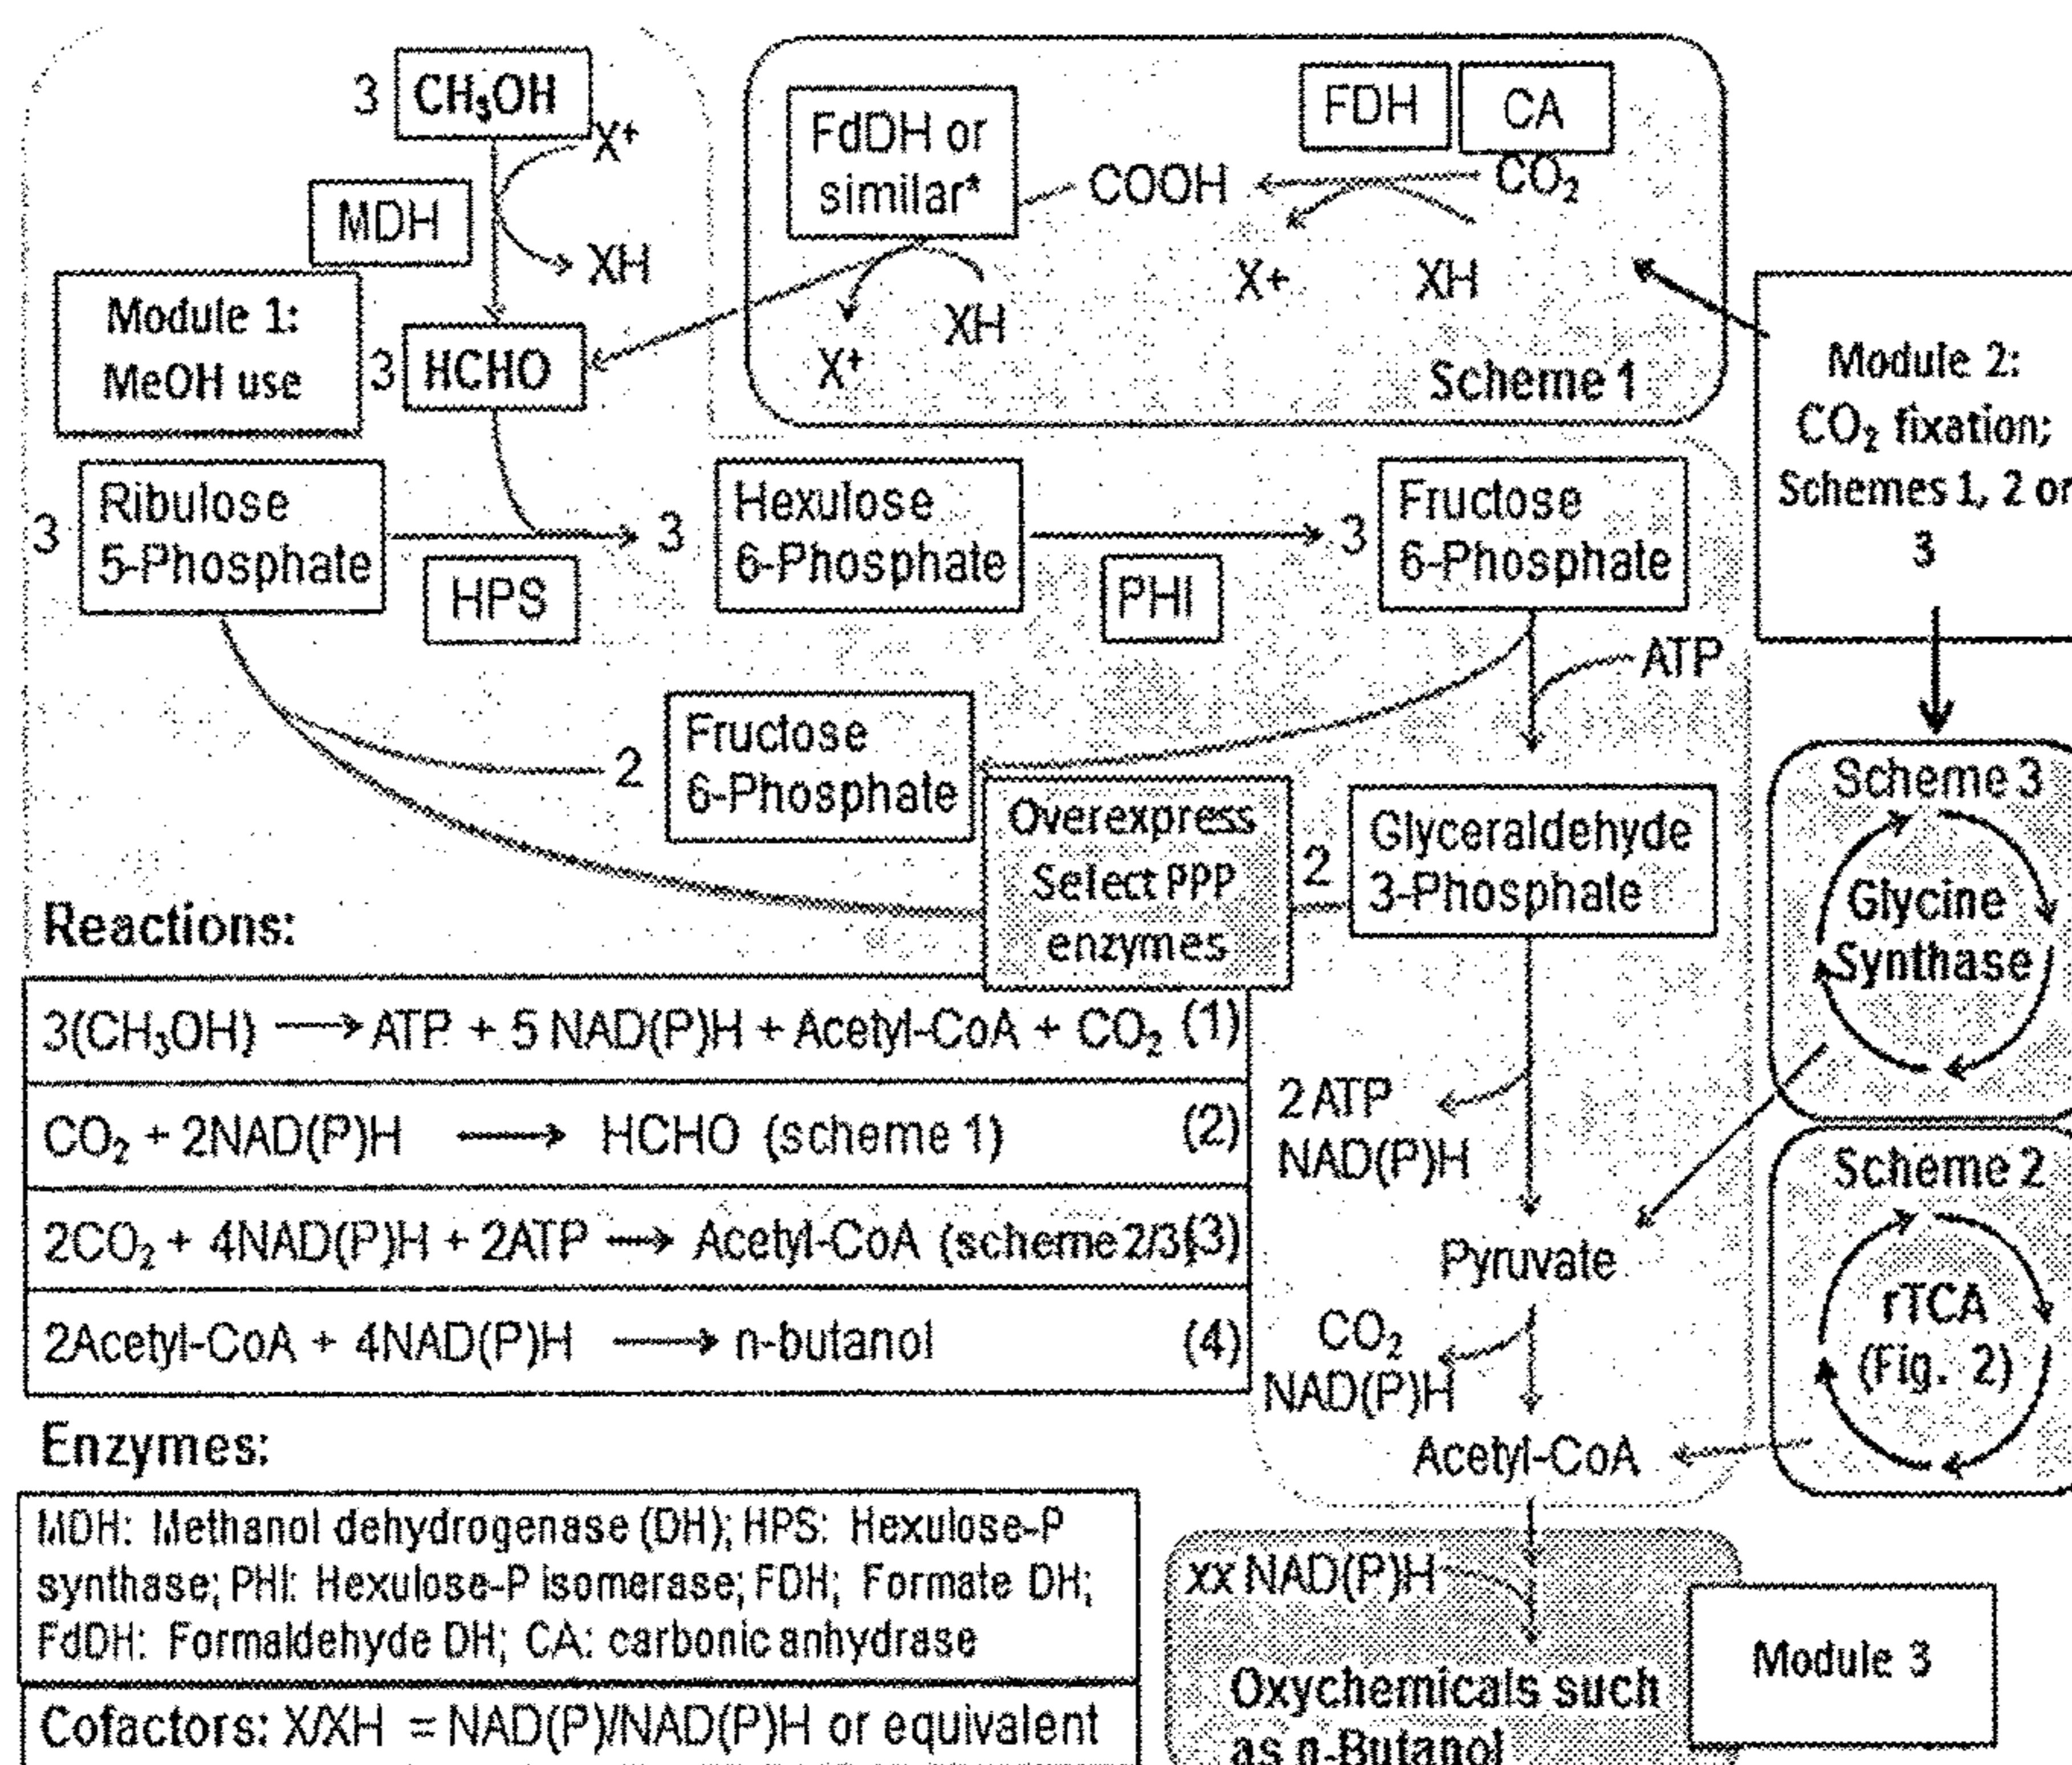 3 CH₃OH
X⁺
MDH
XH
Module 1:
MeOH use
3 HCHO
FdDH or
similar*
COOH
FDH
CA
CO₂
X+
XH
X⁺
XH
Scheme 1
Module 2:
CO₂ fixation;
Schemes 1, 2 or
3
3 Ribulose
5-Phosphate
HPS
3 Hexulose
6-Phosphate
PHI
3 Fructose
6-Phosphate
ATP
2 Fructose
6-Phosphate
Overexpress
Select PPP
enzymes
2 Glyceraldehyde
3-Phosphate
Scheme 3
Glycine
Synthase
2 ATP
NAD(P)H
Pyruvate
CO₂
NAD(P)H
Acetyl-CoA
Scheme 2
rTCA
(Fig. 2)
Reactions:
3(CH₃OH) → ATP + 5 NAD(P)H + Acetyl-CoA + CO₂ (1)
CO₂ + 2NAD(P)H → HCHO (scheme 1) (2)
2CO₂ + 4NAD(P)H + 2ATP → Acetyl-CoA (scheme 2/3)(3)
2Acetyl-CoA + 4NAD(P)H → n-butanol (4)
Enzymes:
MDH: Methanol dehydrogenase (DH); HPS: Hexulose-P
synthase; PHI: Hexulose-P isomerase; FDH; Formate DH;
FdDH: Formaldehyde DH; CA: carbonic anhydrase
Cofactors: X/XH = NAD(P)/NAD(P)H or equivalent
xx NAD(P)H
Oxychemicals such
as n-Butanol
Module 3